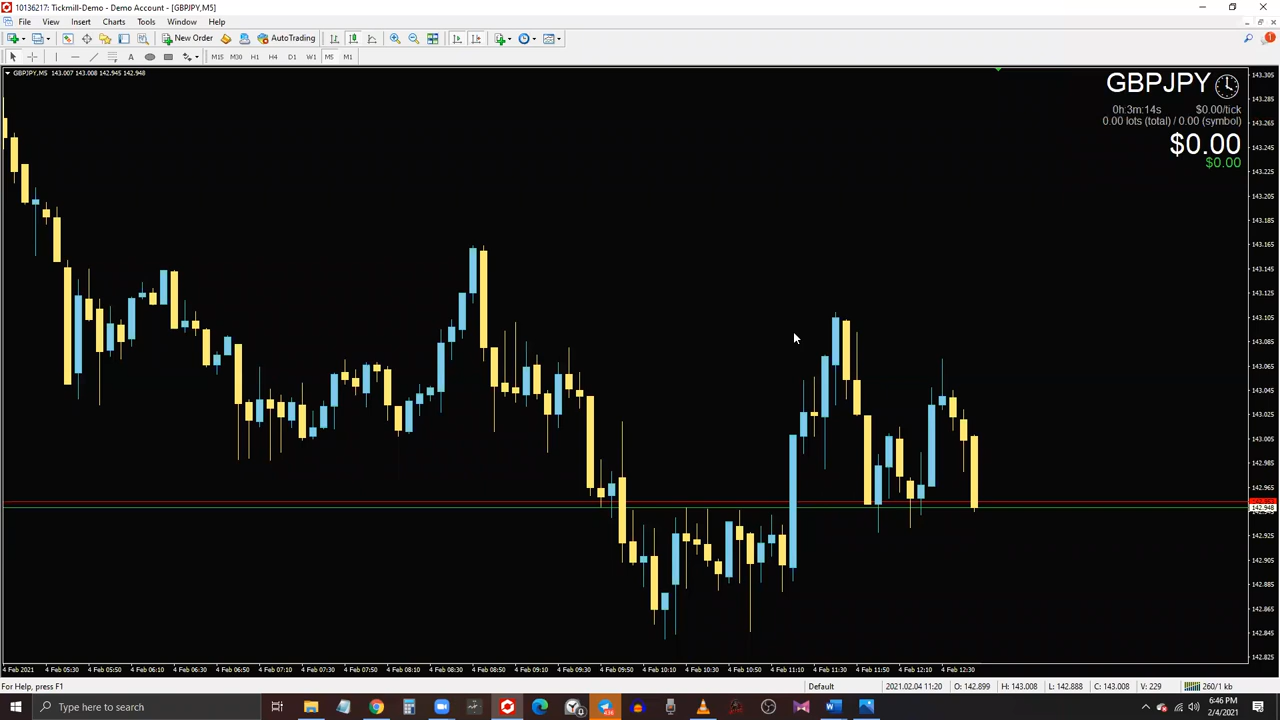 10136217: Tickmill-Demo - Demo Account - [GBPJPY,M5]
File View Insert Charts Tools Window Help
New Order AutoTrading
A M15 M30 H1 H4 D1 W1 M5 M1
GBPJPY,M5 143.007 143.008 142.945 142.948
GBPJPY
0h:3m:14s $0.00/tick
0.00 lots (total) / 0.00 (symbol)
$0.00
$0.00
143.305
143.285
143.265
143.245
143.225
143.205
143.185
143.165
143.145
143.125
143.105
143.085
143.065
143.045
143.025
143.005
142.985
142.965
142.948
142.925
142.905
142.885
142.865
142.845
142.825
4 Feb 2021 4 Feb 05:30 4 Feb 05:50 4 Feb 06:10 4 Feb 06:30 4 Feb 06:50 4 Feb 07:10 4 Feb 07:30 4 Feb 07:50 4 Feb 08:10 4 Feb 08:30 4 Feb 08:50 4 Feb 09:10 4 Feb 09:30 4 Feb 09:50 4 Feb 10:10 4 Feb 10:30 4 Feb 10:50 4 Feb 11:10 4 Feb 11:30 4 Feb 11:50 4 Feb 12:10 4 Feb 12:30
For Help, press F1 Default 2021.02.04 11:20 O: 142.899 H: 143.008 L: 142.888 C: 143.008 V: 229 260/1 kb
Type here to search
6:46 PM
2/4/2021